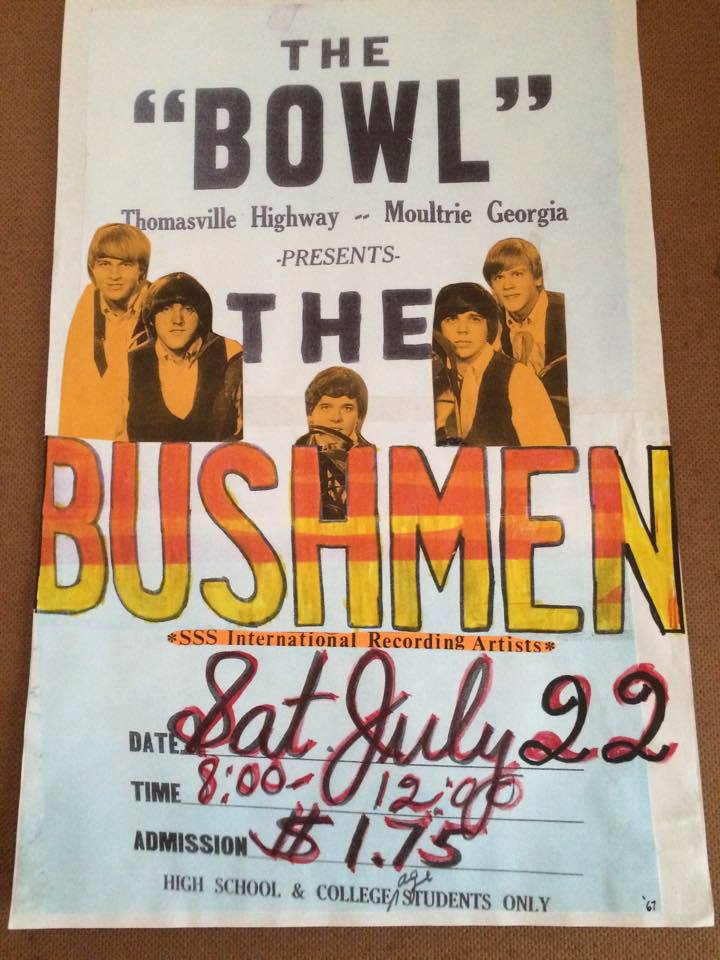 THE
“BOWL”
Thomasville Highway -- Moultrie Georgia
-PRESENTS-
THE
BUSHMEN
*SSS International Recording Artists*
DATE Sat. July 22
TIME 8:00- 12:00
ADMISSION $1.75
HIGH SCHOOL & COLLEGE/age STUDENTS ONLY
'67